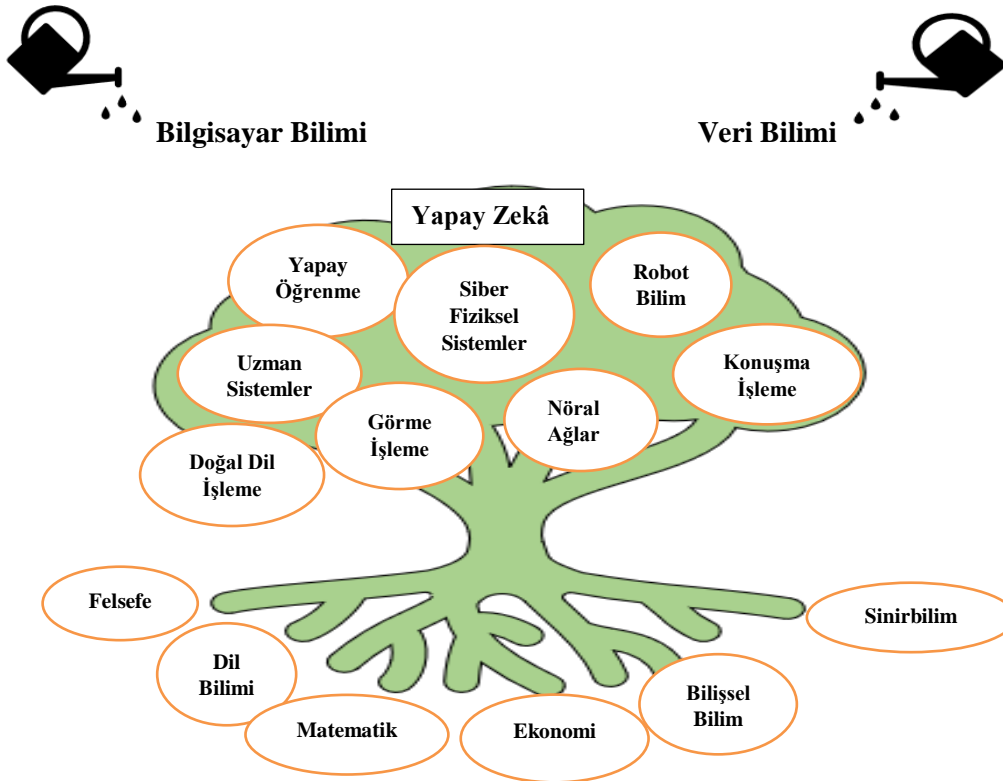 Bilgisayar Bilimi
Veri Bilimi
Yapay Zekâ
Yapay
Öğrenme
Siber
Fiziksel
Sistemler
Robot
Bilim
Uzman
Sistemler
Konuşma
İşleme
Görme
İşleme
Nöral
Ağlar
Doğal Dil
İşleme
Felsefe
Sinirbilim
Dil
Bilimi
Bilişsel
Bilim
Matematik
Ekonomi